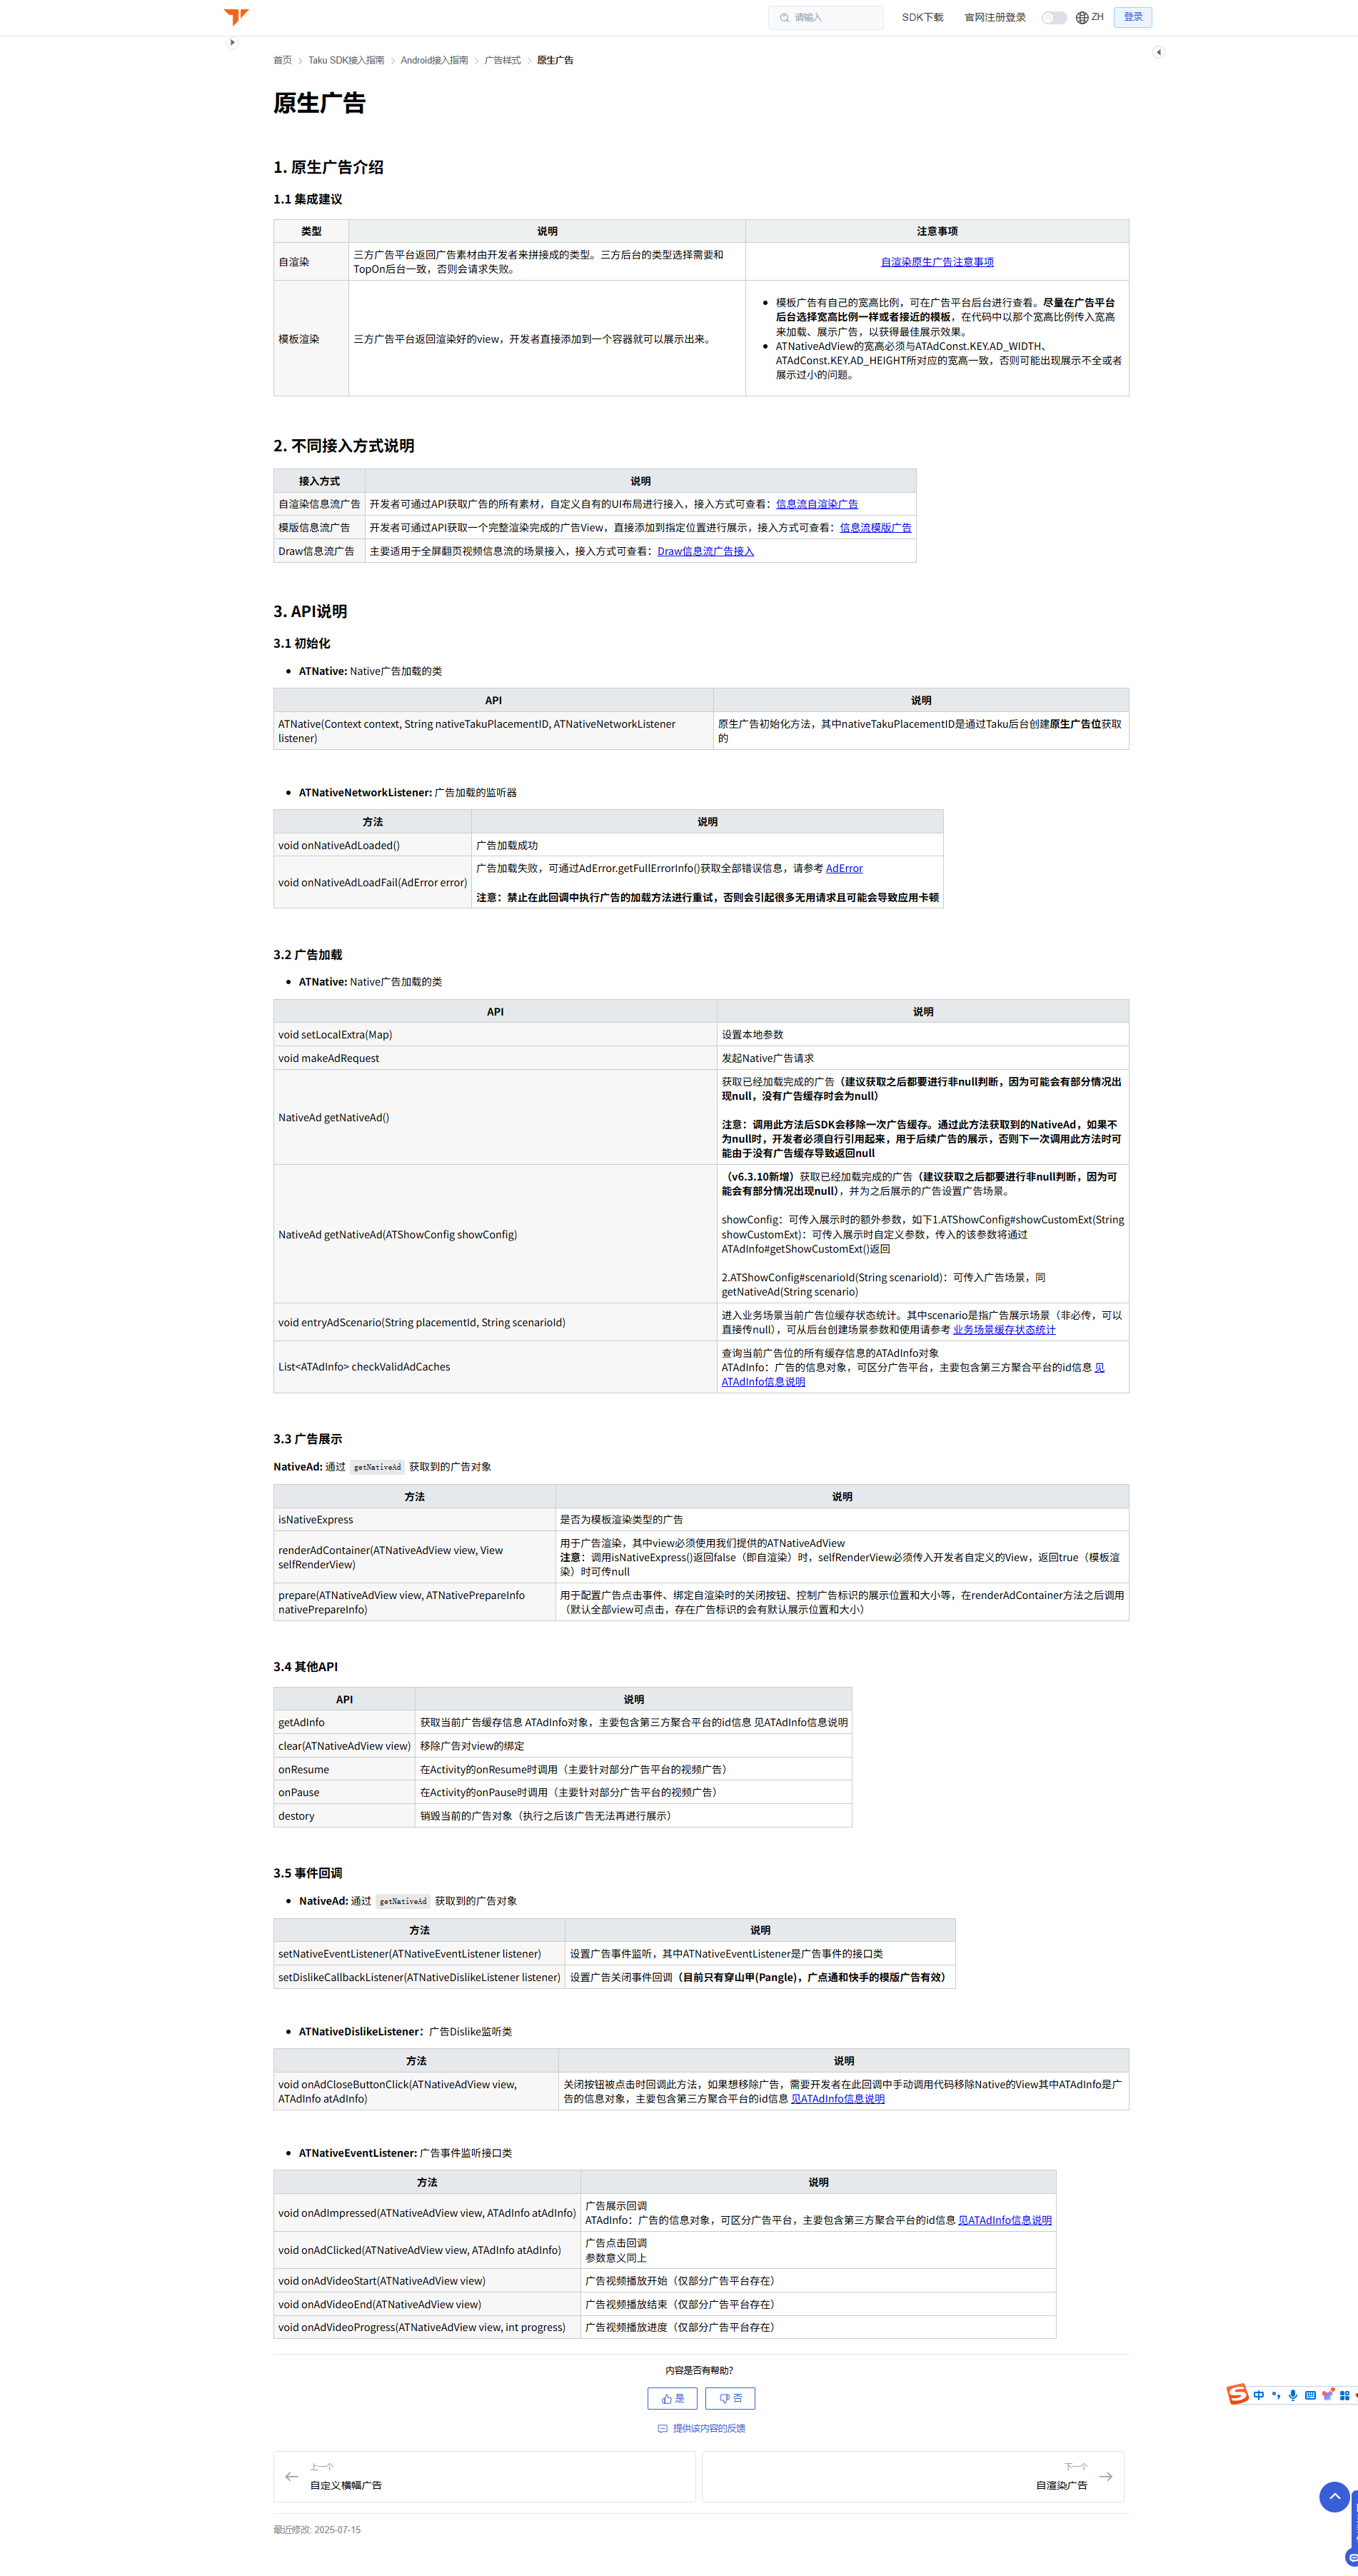 请输入
SDK下载
官网注册登录
ZH
登录
首页 > Taku SDK接入指南 > Android接入指南 > 广告样式 > 原生广告
原生广告
1. 原生广告介绍
1.1 集成建议
类型 说明 注意事项
自渲染
三方广告平台返回广告素材由开发者来拼接成的类型。三方后台的类型选择需要和
TopOn后台一致，否则会请求失败。
自渲染原生广告注意事项
模板渲染
三方广告平台返回渲染好的view，开发者直接添加到一个容器就可以展示出来。
模板广告有自己的宽高比例，可在广告平台后台进行查看。尽量在广告平台
后台选择宽高比例一样或者接近的模板，在代码中以那个宽高比例传入宽高
来加载、展示广告，以获得最佳展示效果。
ATNativeAdView的宽高必须与ATAdConst.KEY.AD_WIDTH、
ATAdConst.KEY.AD_HEIGHT所对应的宽高一致，否则可能出现展示不全或者
展示过小的问题。
2. 不同接入方式说明
接入方式 说明
自渲染信息流广告 开发者可通过API获取广告的所有素材，自定义自有的UI布局进行接入，接入方式可查看：信息流自渲染广告
模版信息流广告 开发者可通过API获取一个完整渲染完成的广告View，直接添加到指定位置进行展示，接入方式可查看：信息流模版广告
Draw信息流广告 主要适用于全屏翻页视频信息流的场景接入，接入方式可查看：Draw信息流广告接入
3. API说明
3.1 初始化
ATNative: Native广告加载的类
API 说明
ATNative(Context context, String nativeTakuPlacementID, ATNativeNetworkListener
listener)
原生广告初始化方法，其中nativeTakuPlacementID是通过Taku后台创建原生广告位获取
的
ATNativeNetworkListener: 广告加载的监听器
方法 说明
void onNativeAdLoaded() 广告加载成功
void onNativeAdLoadFail(AdError error)
广告加载失败，可通过AdError.getFullErrorInfo()获取全部错误信息，请参考 AdError
注意：禁止在此回调中执行广告的加载方法进行重试，否则会引起很多无用请求且可能会导致应用卡顿
3.2 广告加载
ATNative: Native广告加载的类
API 说明
void setLocalExtra(Map) 设置本地参数
void makeAdRequest 发起Native广告请求
NativeAd getNativeAd()
获取已经加载完成的广告（建议获取之后都要进行非null判断，因为可能会有部分情况出
现null，没有广告缓存时会为null）
注意：调用此方法后SDK会移除一次广告缓存。通过此方法获取到的NativeAd，如果不
为null时，开发者必须自行引用起来，用于后续广告的展示，否则下一次调用此方法时可
能由于没有广告缓存导致返回null
NativeAd getNativeAd(ATShowConfig showConfig)
（v6.3.10新增）获取已经加载完成的广告（建议获取之后都要进行非null判断，因为可
能会有部分情况出现null），并为之后展示的广告设置广告场景。
showConfig：可传入展示时的额外参数，如下1.ATShowConfig#showCustomExt(String
showCustomExt)：可传入展示时自定义参数，传入的该参数将通过
ATAdInfo#getShowCustomExt()返回
2.ATShowConfig#scenarioId(String scenarioId)：可传入广告场景，同
getNativeAd(String scenario)
void entryAdScenario(String placementId, String scenarioId)
进入业务场景当前广告位缓存状态统计。其中scenario是指广告展示场景（非必传，可以
直接传null），可从后台创建场景参数和使用请参考 业务场景缓存状态统计
List<ATAdInfo> checkValidAdCaches
查询当前广告位的所有缓存信息的ATAdInfo对象
ATAdInfo：广告的信息对象，可区分广告平台，主要包含第三方聚合平台的id信息 见
ATAdInfo信息说明
3.3 广告展示
NativeAd: 通过 getNativeAd 获取到的广告对象
方法 说明
isNativeExpress 是否为模板渲染类型的广告
renderAdContainer(ATNativeAdView view, View
selfRenderView)
用于广告渲染，其中view必须使用我们提供的ATNativeAdView
注意：调用isNativeExpress()返回false（即自渲染）时，selfRenderView必须传入开发者自定义的View，返回true（模板渲
染）时可传null
prepare(ATNativeAdView view, ATNativePrepareInfo
nativePrepareInfo)
用于配置广告点击事件、绑定自渲染时的关闭按钮、控制广告标识的展示位置和大小等，在renderAdContainer方法之后调用
（默认全部view可点击，存在广告标识的会有默认展示位置和大小）
3.4 其他API
API 说明
getAdInfo 获取当前广告缓存信息 ATAdInfo对象，主要包含第三方聚合平台的id信息 见ATAdInfo信息说明
clear(ATNativeAdView view) 移除广告对view的绑定
onResume 在Activity的onResume时调用（主要针对部分广告平台的视频广告）
onPause 在Activity的onPause时调用（主要针对部分广告平台的视频广告）
destory 销毁当前的广告对象（执行之后该广告无法再进行展示）
3.5 事件回调
NativeAd: 通过 getNativeAd 获取到的广告对象
方法 说明
setNativeEventListener(ATNativeEventListener listener) 设置广告事件监听，其中ATNativeEventListener是广告事件的接口类
setDislikeCallbackListener(ATNativeDislikeListener listener) 设置广告关闭事件回调（目前只有穿山甲(Pangle)，广点通和快手的模版广告有效）
ATNativeDislikeListener：广告Dislike监听类
方法 说明
void onAdCloseButtonClick(ATNativeAdView view,
ATAdInfo atAdInfo)
关闭按钮被点击时回调此方法，如果想移除广告，需要开发者在此回调中手动调用代码移除Native的View其中ATAdInfo是广
告的信息对象，主要包含第三方聚合平台的id信息 见ATAdInfo信息说明
ATNativeEventListener: 广告事件监听接口类
方法 说明
void onAdImpressed(ATNativeAdView view, ATAdInfo atAdInfo)
广告展示回调
ATAdInfo：广告的信息对象，可区分广告平台，主要包含第三方聚合平台的id信息 见ATAdInfo信息说明
void onAdClicked(ATNativeAdView view, ATAdInfo atAdInfo)
广告点击回调
参数意义同上
void onAdVideoStart(ATNativeAdView view) 广告视频播放开始（仅部分广告平台存在）
void onAdVideoEnd(ATNativeAdView view) 广告视频播放结束（仅部分广告平台存在）
void onAdVideoProgress(ATNativeAdView view, int progress) 广告视频播放进度（仅部分广告平台存在）
内容是否有帮助?
是
否
中
提供该内容的反馈
上一个
自定义横幅广告
下一个
自渲染广告
最近修改: 2025-07-15